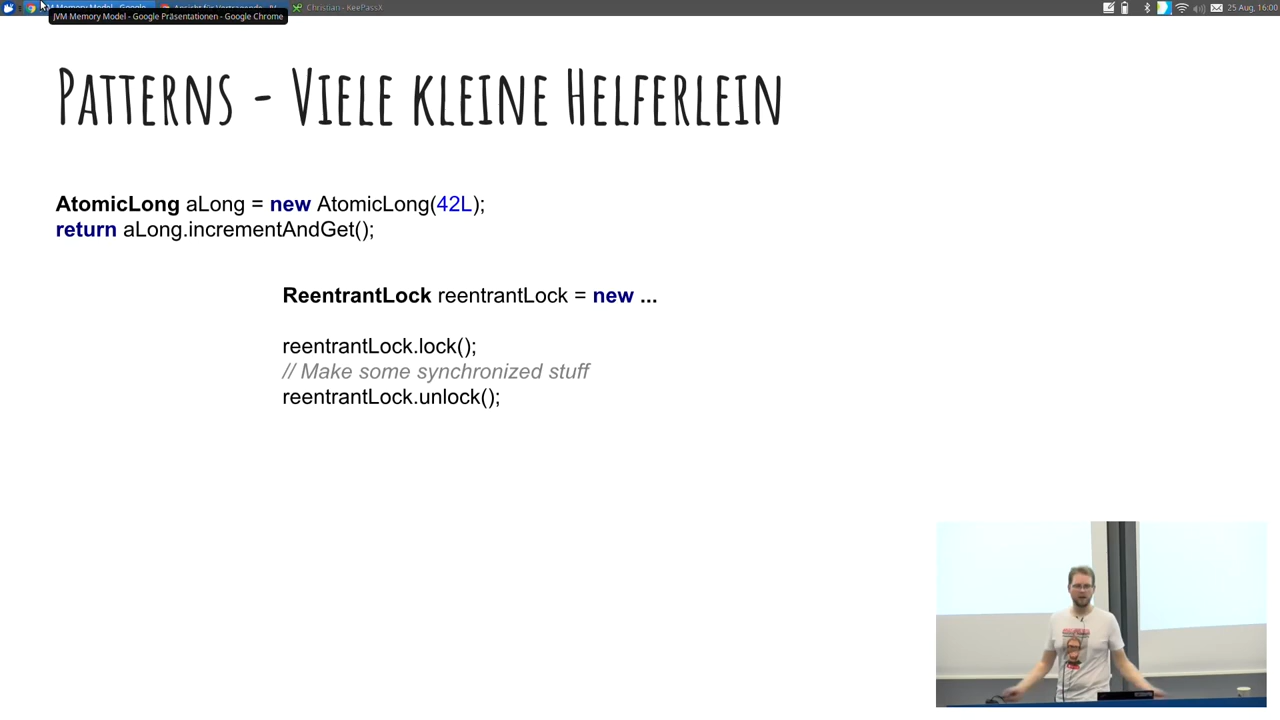 JVM Memory Model - Google Präsentationen - Google Chrome
Christian - KeePassX
25 Aug, 16:00
Patterns - Viele kleine Helferlein
AtomicLong aLong = new AtomicLong(42L);
return aLong.incrementAndGet();
ReentrantLock reentrantLock = new ...
reentrantLock.lock();
// Make some synchronized stuff
reentrantLock.unlock();